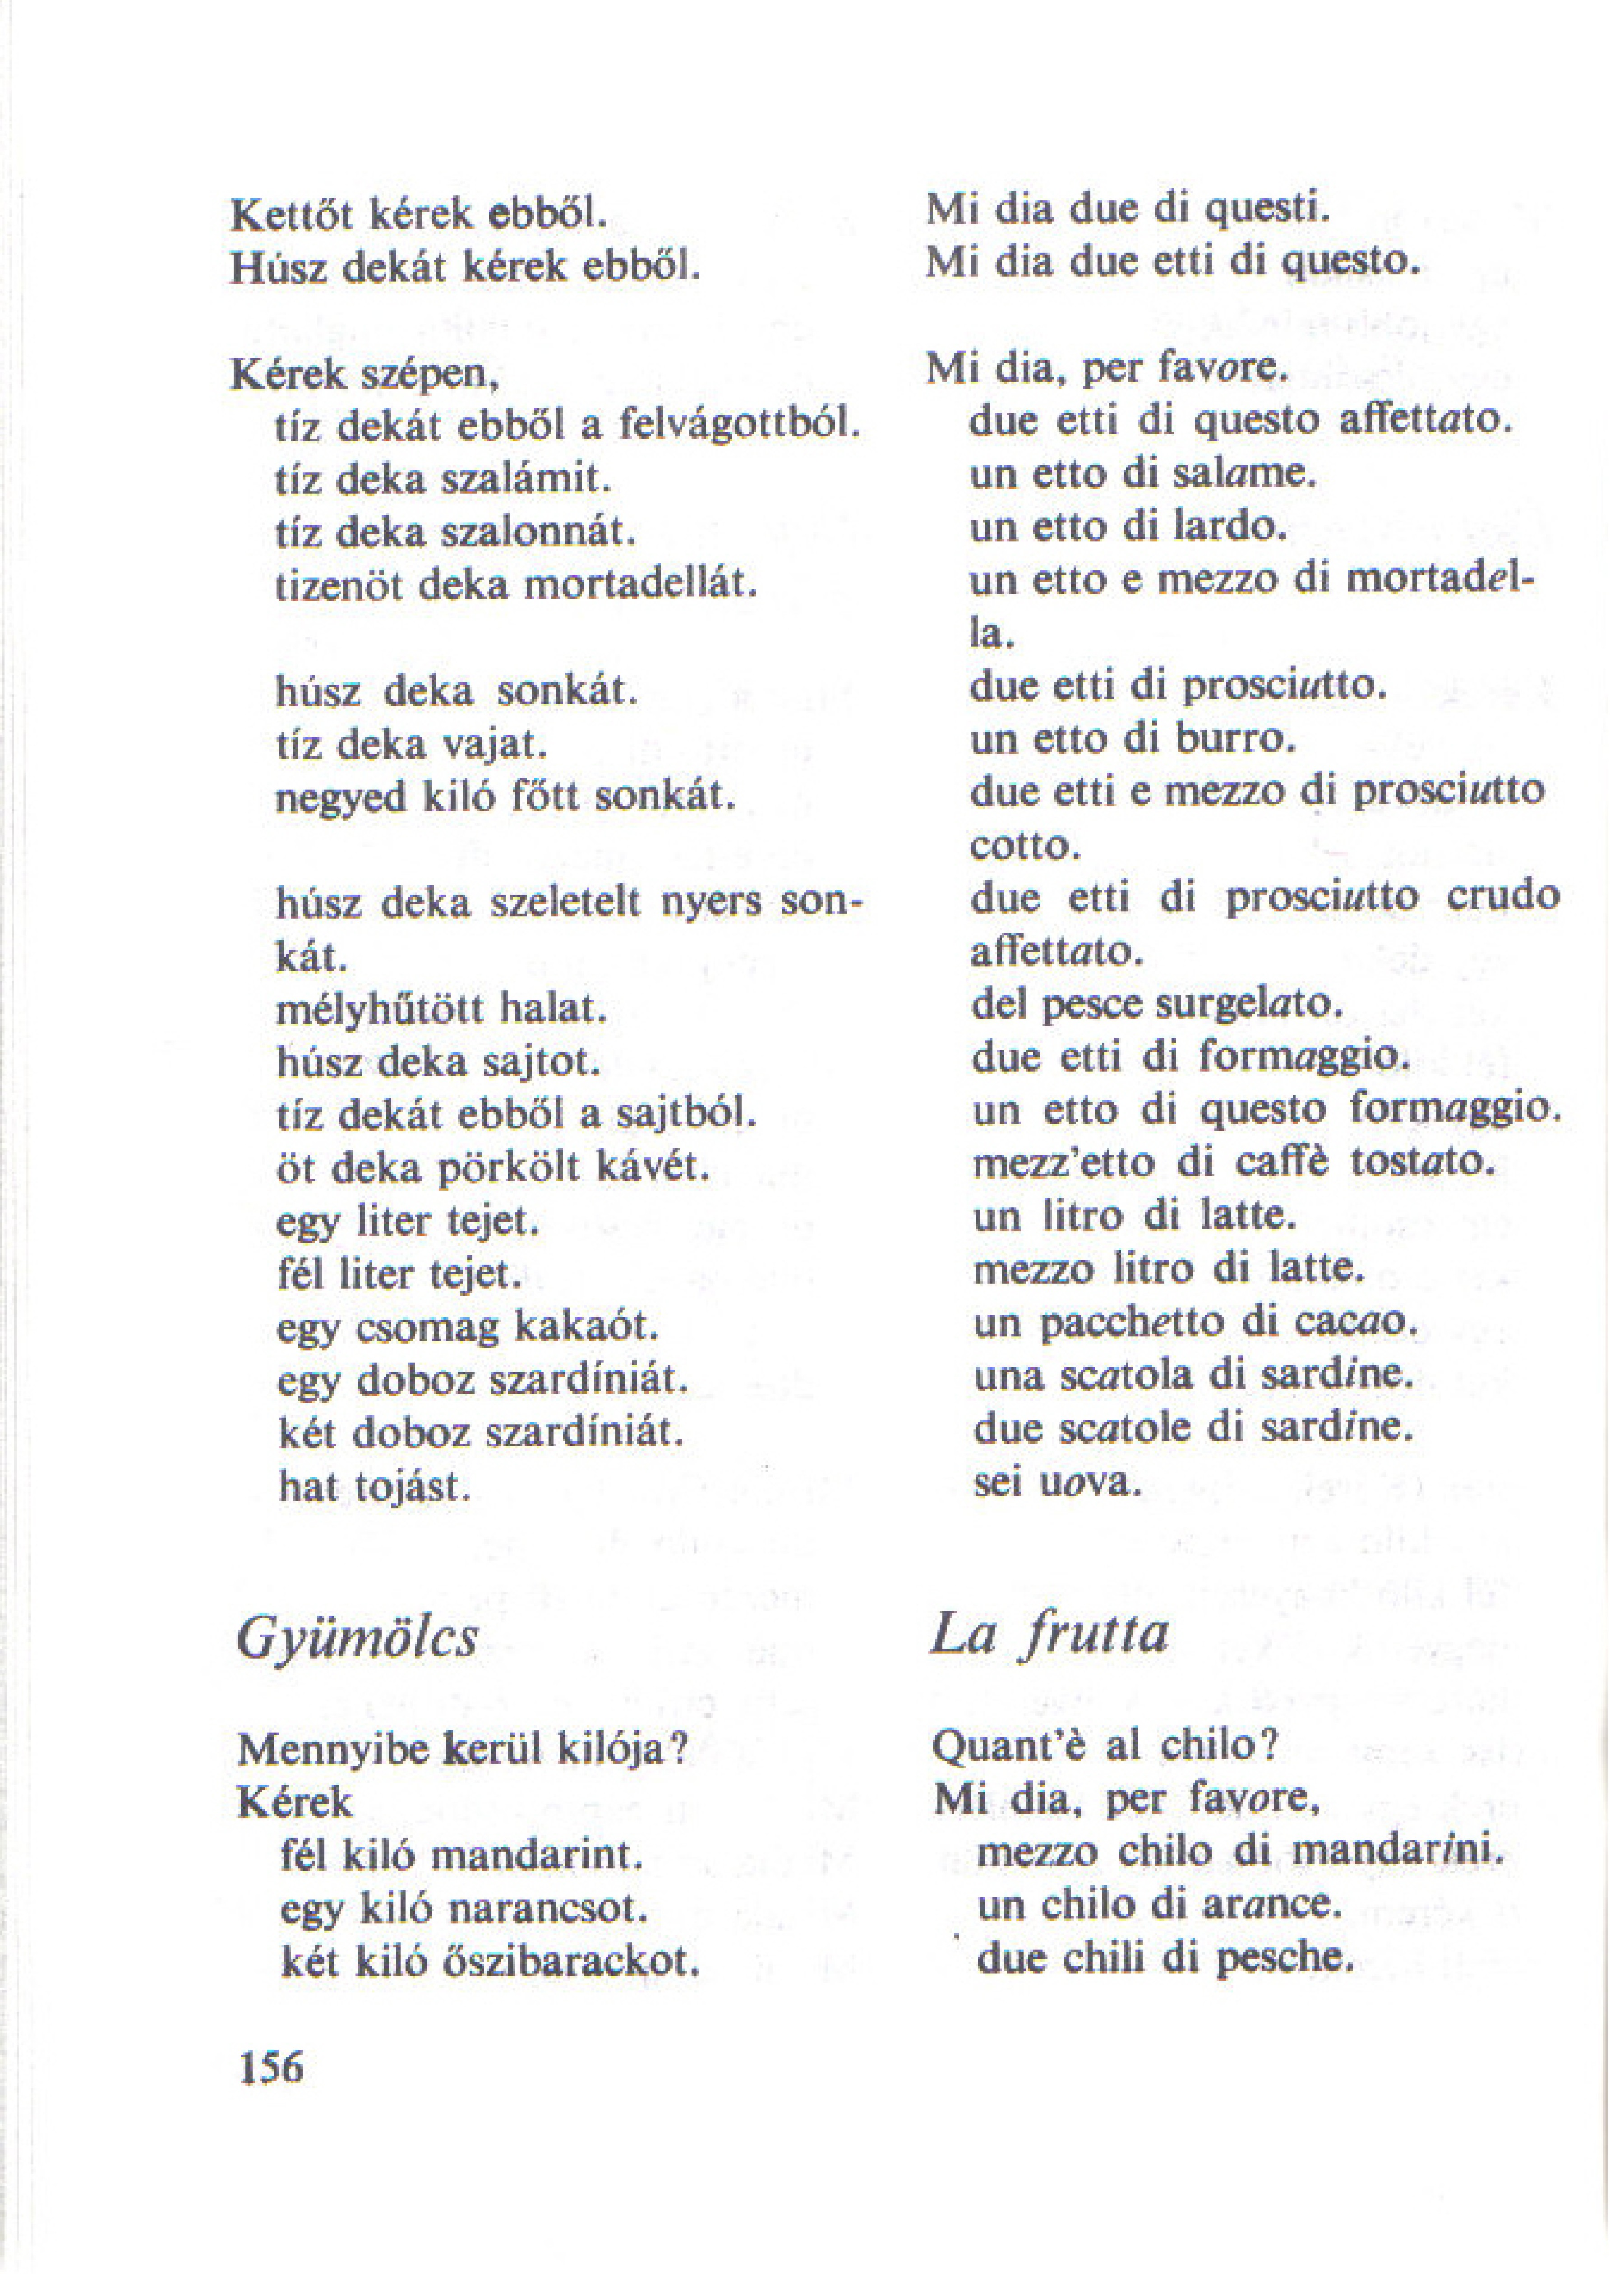 Kettőt kérek ebből.
Húsz dekát kérek ebből.
Kérek szépen,
tíz dekát ebből a felvágottból.
tíz deka szalámit.
tíz deka szalonnát.
tizenöt deka mortadellát.
húsz deka sonkát.
tíz deka vajat.
negyed kiló főtt sonkát.
húsz deka szeletelt nyers son-
kát.
mélyhűtött halat.
húsz deka sajtot.
tíz dekát ebből a sajtból.
öt deka pörkölt kávét.
egy liter tejet.
fél liter tejet.
egy csomag kakaót.
egy doboz szardíniát.
két doboz szardíniát.
hat tojást.
Gyümölcs
Mennyibe kerül kilója?
Kérek
fél kiló mandarint.
egy kiló narancsot.
két kiló őszibarackot.
156
Mi dia due di questi.
Mi dia due etti di questo.
Mi dia, per favore.
due etti di questo affettato.
un etto di salame.
un etto di lardo.
un etto e mezzo di mortadel-
la.
due etti di prosciutto.
un etto di burro.
due etti e mezzo di prosciutto
cotto.
due etti di prosciutto crudo
affettato.
del pesce surgelato.
due etti di formaggio.
un etto di questo formaggio.
mezz'etto di caffè tostato.
un litro di latte.
mezzo litro di latte.
un pacchetto di cacao.
una scatola di sardine.
due scatole di sardine.
sei uova.
La frutta
Quant'è al chilo?
Mi dia, per favore,
mezzo chilo di mandarini.
un chilo di arance.
due chili di pesche.